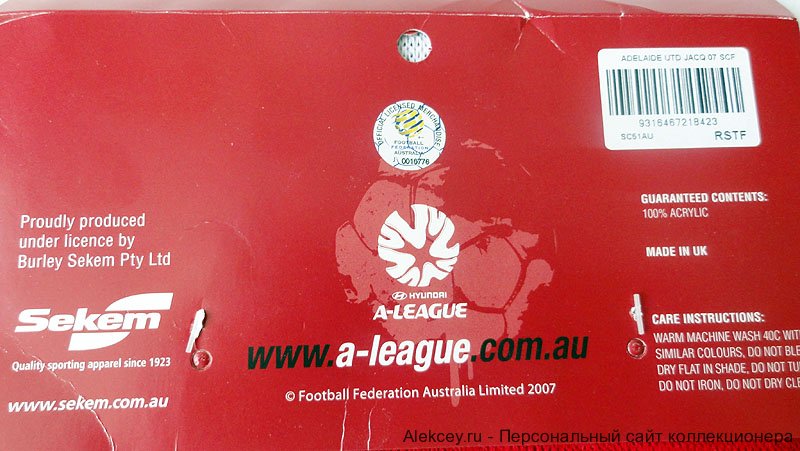 ADELAIDE UTD JACQ 07 SCF
9316467218423
SC51AU
RSTF
OFFICIAL LICENSED MERCHANDISE
FOOTBALL
FEDERATION
AUSTRALIA
0010776
GUARANTEED CONTENTS:
100% ACRYLIC
MADE IN UK
Proudly produced
under licence by
Burley Sekem Pty Ltd
Sekem
Quality sporting apparel since 1923
www.sekem.com.au
HYUNDAI
A-LEAGUE
www.a-league.com.au
© Football Federation Australia Limited 2007
CARE INSTRUCTIONS:
WARM MACHINE WASH 40C WIT
SIMILAR COLOURS, DO NOT BLE
DRY FLAT IN SHADE, DO NOT TU
DO NOT IRON, DO NOT DRY CLE
Alekcey.ru - Персональный сайт коллекционера